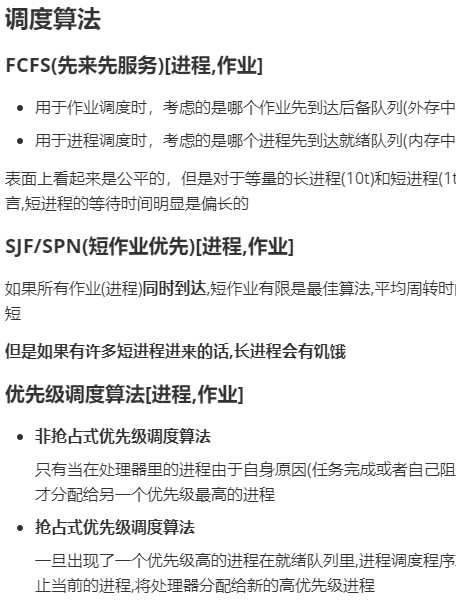 调度算法
FCFS(先来先服务)[进程,作业]
用于作业调度时，考虑的是哪个作业先到达后备队列(外存中
用于进程调度时，考虑的是哪个进程先到达就绪队列(内存中
表面上看起来是公平的，但是对于等量的长进程(10t)和短进程(1t
言,短进程的等待时间明显是偏长的
SJF/SPN(短作业优先)[进程,作业]
如果所有作业(进程)同时到达,短作业有限是最佳算法,平均周转时
短
但是如果有许多短进程进来的话,长进程会有饥饿
优先级调度算法[进程,作业]
非抢占式优先级调度算法
只有当在处理器里的进程由于自身原因(任务完成或者自己阻
才分配给另一个优先级最高的进程
抢占式优先级调度算法
一旦出现了一个优先级高的进程在就绪队列里,进程调度程序
止当前的进程,将处理器分配给新的高优先级进程